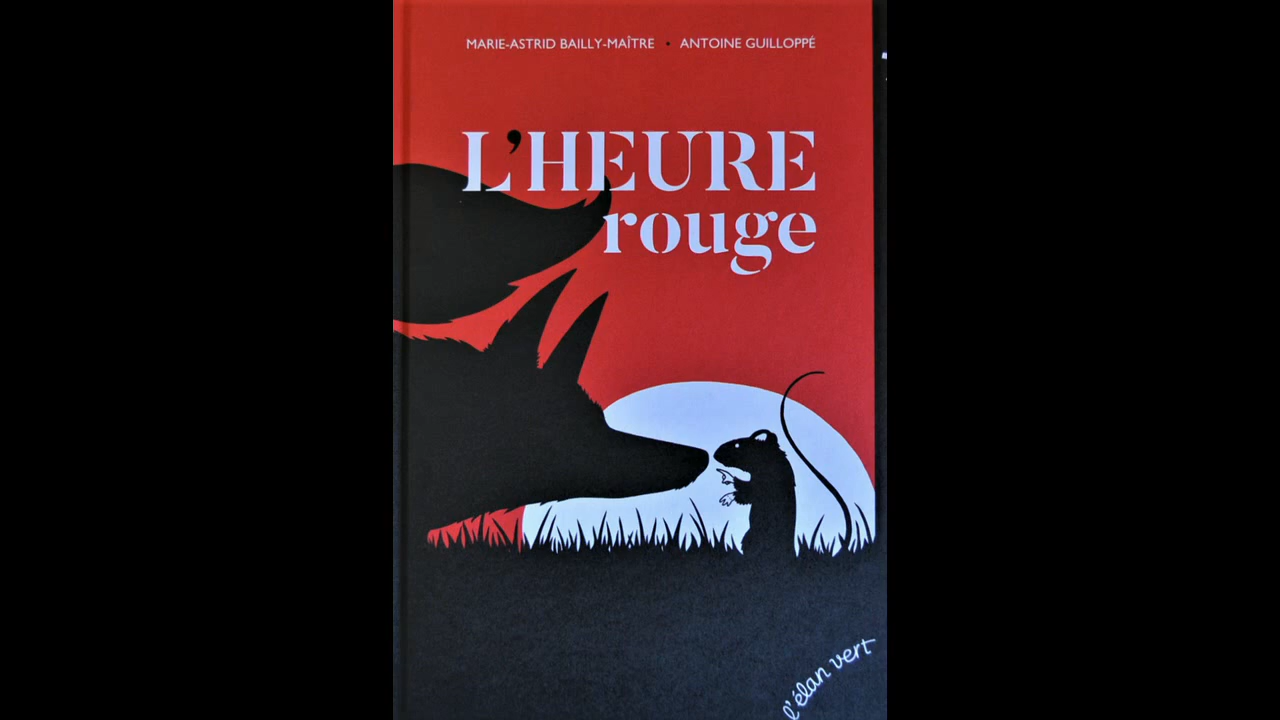 MARIE-ASTRID BAILLY-MAÎTRE • ANTOINE GUILLOPPÉ
L'HEURE
rouge
l'élan vert